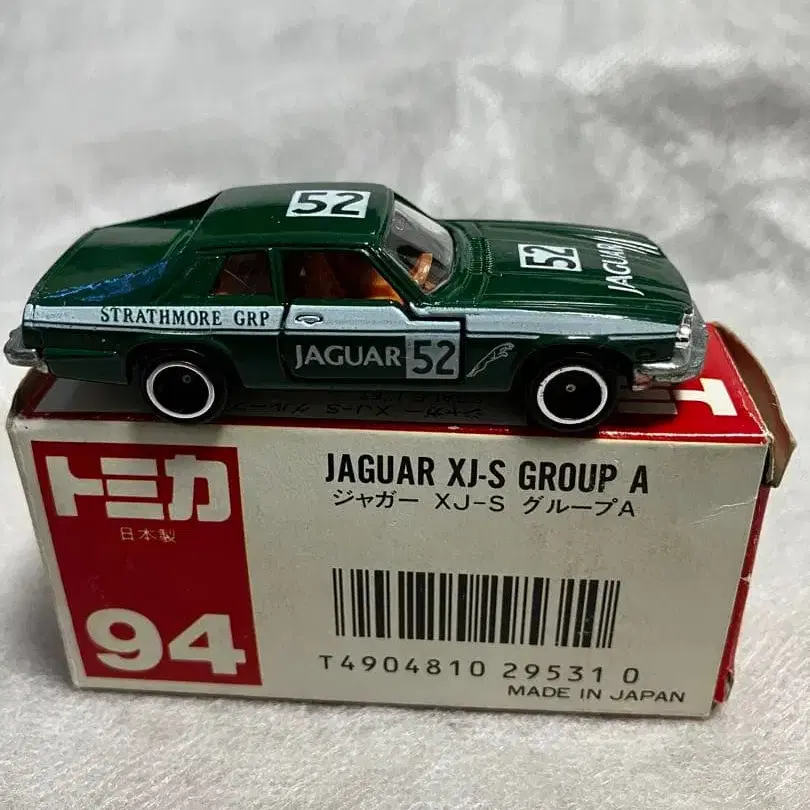 52
52
JAGUAR
STRATHMORE GRP
JAGUAR 52
トミカ
日本製
94
JAGUAR XJ-S GROUP A
ジャガー XJ-S グループA
T4904810 29531 0
MADE IN JAPAN